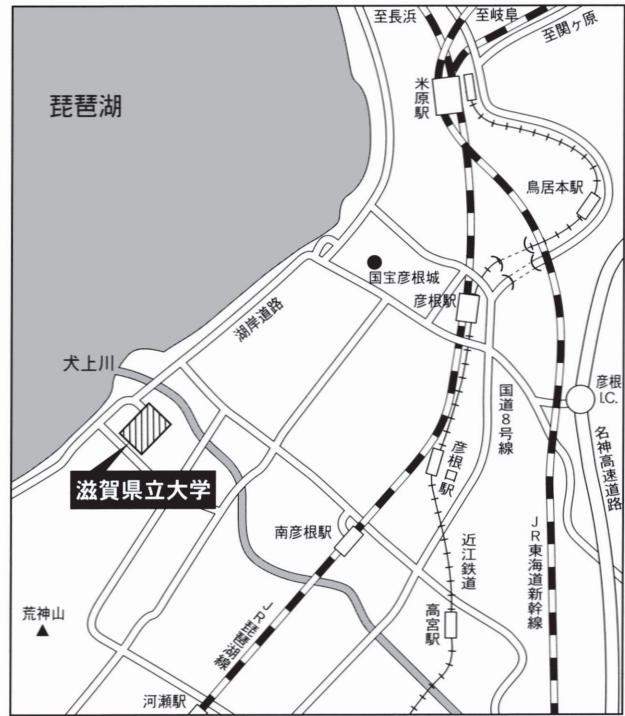 至長浜
至岐阜
至関ヶ原
琵琶湖
米原駅
鳥居本駅
国宝彦根城
彦根駅
湖岸道路
犬上川
国道8号線
彦根I.C.
名神高速道路
彦根口駅
滋賀県立大学
南彦根駅
近江鉄道
JR東海道新幹線
JR琵琶湖線
荒神山
高宮駅
河瀬駅